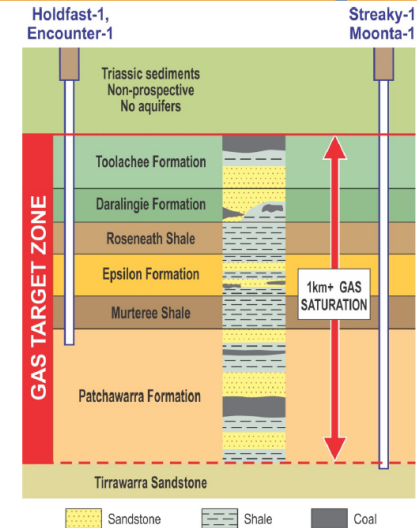 Holdfast-1,
Encounter-1
Streaky-1
Moonta-1
Triassic sediments
Non-prospective
No aquifers
GAS TARGET ZONE
Toolachee Formation
Daralingie Formation
Roseneath Shale
Epsilon Formation
1km+ GAS
SATURATION
Murteree Shale
Patchawarra Formation
Tirrawarra Sandstone
Sandstone
Shale
Coal